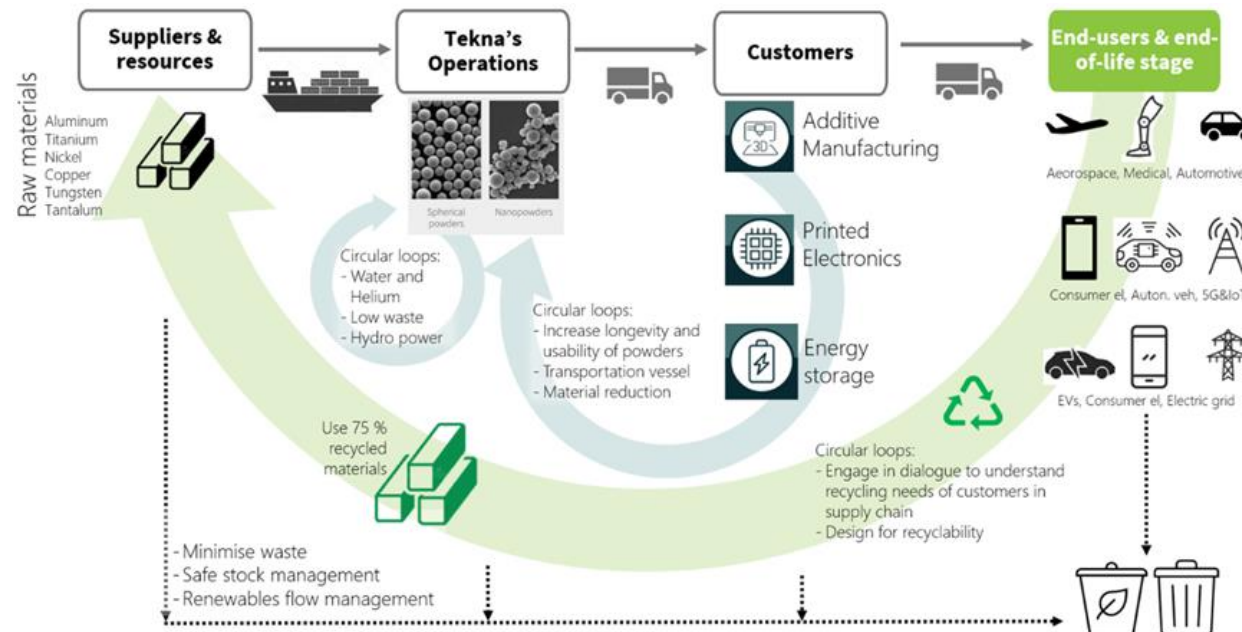 Suppliers &
resources
Tekna's
Operations
Customers
End-users & end-
of-life stage
Raw materials
Aluminum
Titanium
Nickel
Copper
Tungsten
Tantalum
Spherical
powders.
Nanopowders
3D
Additive
Manufacturing
Printed
Electronics
Energy
storage
Aeorospace, Medical, Automotive
Consumer el, Auton. veh, 5G&IoT
EVs, Consumer el, Electric grid
Circular loops:
- Water and
Helium
- Low waste
- Hydro power
Circular loops:
- Increase longevity and
usability of powders
- Transportation vessel
- Material reduction
Use 75 %
recycled
materials
Circular loops:
- Engage in dialogue to understand
recycling needs of customers in
supply chain
- Design for recyclability
- Minimise waste
- Safe stock management
- Renewables flow management